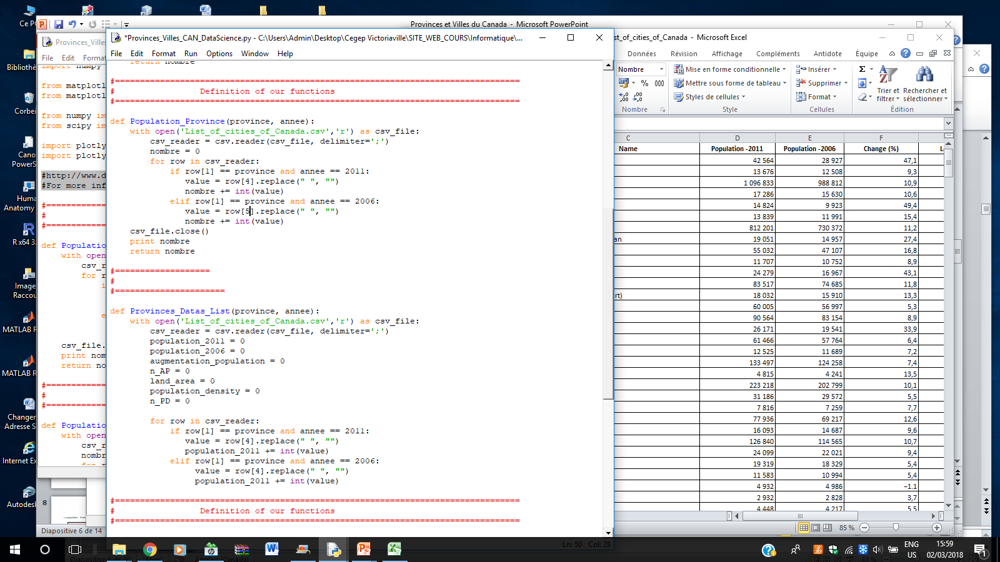 Ce P
Provinces et Villes du Canada - Microsoft PowerPoint
*Provinces_Villes_CAN_DataScience.py - C:\Users\Admin\Desktop\Cegep Victoriaville\SITE_WEB_COURS\Informatique\...
File Edit Format Run Options Window Help
return nombre
#=================================================================================
# Definition of our functions
#=================================================================================
def Population_Province(province, annee):
with open('List_of_cities_of_Canada.csv','r') as csv_file:
csv_reader = csv.reader(csv_file, delimiter=';')
nombre = 0
for row in csv_reader:
if row[1] == province and annee == 2011:
value = row[4].replace(" ", "")
nombre += int(value)
elif row[1] == province and annee == 2006:
value = row[5].replace(" ", "")
nombre += int(value)
csv_file.close()
print nombre
return nombre
#===================
#
#======================
def Provinces_Datas_List(province, annee):
with open('List_of_cities_of_Canada.csv','r') as csv_file:
csv_reader = csv.reader(csv_file, delimiter=';')
population_2011 = 0
population_2006 = 0
augmentation_population = 0
n_AP = 0
land_area = 0
population_density = 0
n_PD = 0
for row in csv_reader:
if row[1] == province and annee == 2011:
value = row[4].replace(" ", "")
population_2011 += int(value)
elif row[1] == province and annee == 2006:
value = row[4].replace(" ", "")
population_2011 += int(value)
#=================================================================================
# Definition of our functions
#=================================================================================
Ln: 50 Col: 28
Provinces_Villes
File Edit Format
import numpy
from matplotl
from matplotl
from numpy im
from scipy im
import plotly
import plotly
#http://www.d
#For more inf
#============
#
#============
def Population
with open
csv_r
for r
i
e
csv_file.
print nom
return no
#============
#
#============
def Population
with open
csv_r
nombr
for r
8
Diapositive 6 de 14
Bibliothè
Corbei
Cano
PowerS
Huma
Anatomy
R x64 3.
Image
Raccou
MATLAB R
MATLAB R
Changer
Adresse S
Internet Ex
Autodesk
st_of_cities_of_Canada - Microsoft Excel
Données Révision Affichage Compléments Équipe
Nombre
% 000
Nombre
Mise en forme conditionnelle
Mettre sous forme de tableau
Styles de cellules
Style
Insérer
Supprimer
Format
Cellules
Σ
Trier et filtrer
Rechercher et sélectionner
Édition
C D E F
Name Population -2011 Population -2006 Change (%) L
42 564 28 927 47,1
13 676 12 508 9,3
1 096 833 988 812 10,9
17 286 15 630 10,6
14 824 9 923 49,4
13 839 11 991 15,4
812 201 730 372 11,2
an 19 051 14 957 27,4
55 032 47 107 16,8
11 707 10 752 8,9
24 279 16 967 43,1
83 517 74 685 11,8
rt) 18 032 15 910 13,3
60 005 56 997 5,3
90 564 83 154 8,9
26 171 19 541 33,9
61 466 57 764 6,4
12 525 11 689 7,2
133 497 124 258 7,4
4 815 4 241 13,5
223 218 202 799 10,1
31 186 29 572 5,5
7 816 7 259 7,7
77 936 69 217 12,6
16 093 14 687 9,6
126 840 114 565 10,7
24 099 22 021 9,4
19 319 18 329 5,4
11 583 10 994 5,4
4 932 4 986 −1.1
2 932 2 828 3,7
4 448 4 217 5,5
85 %
ENG
US
15:59
02/03/2018
1